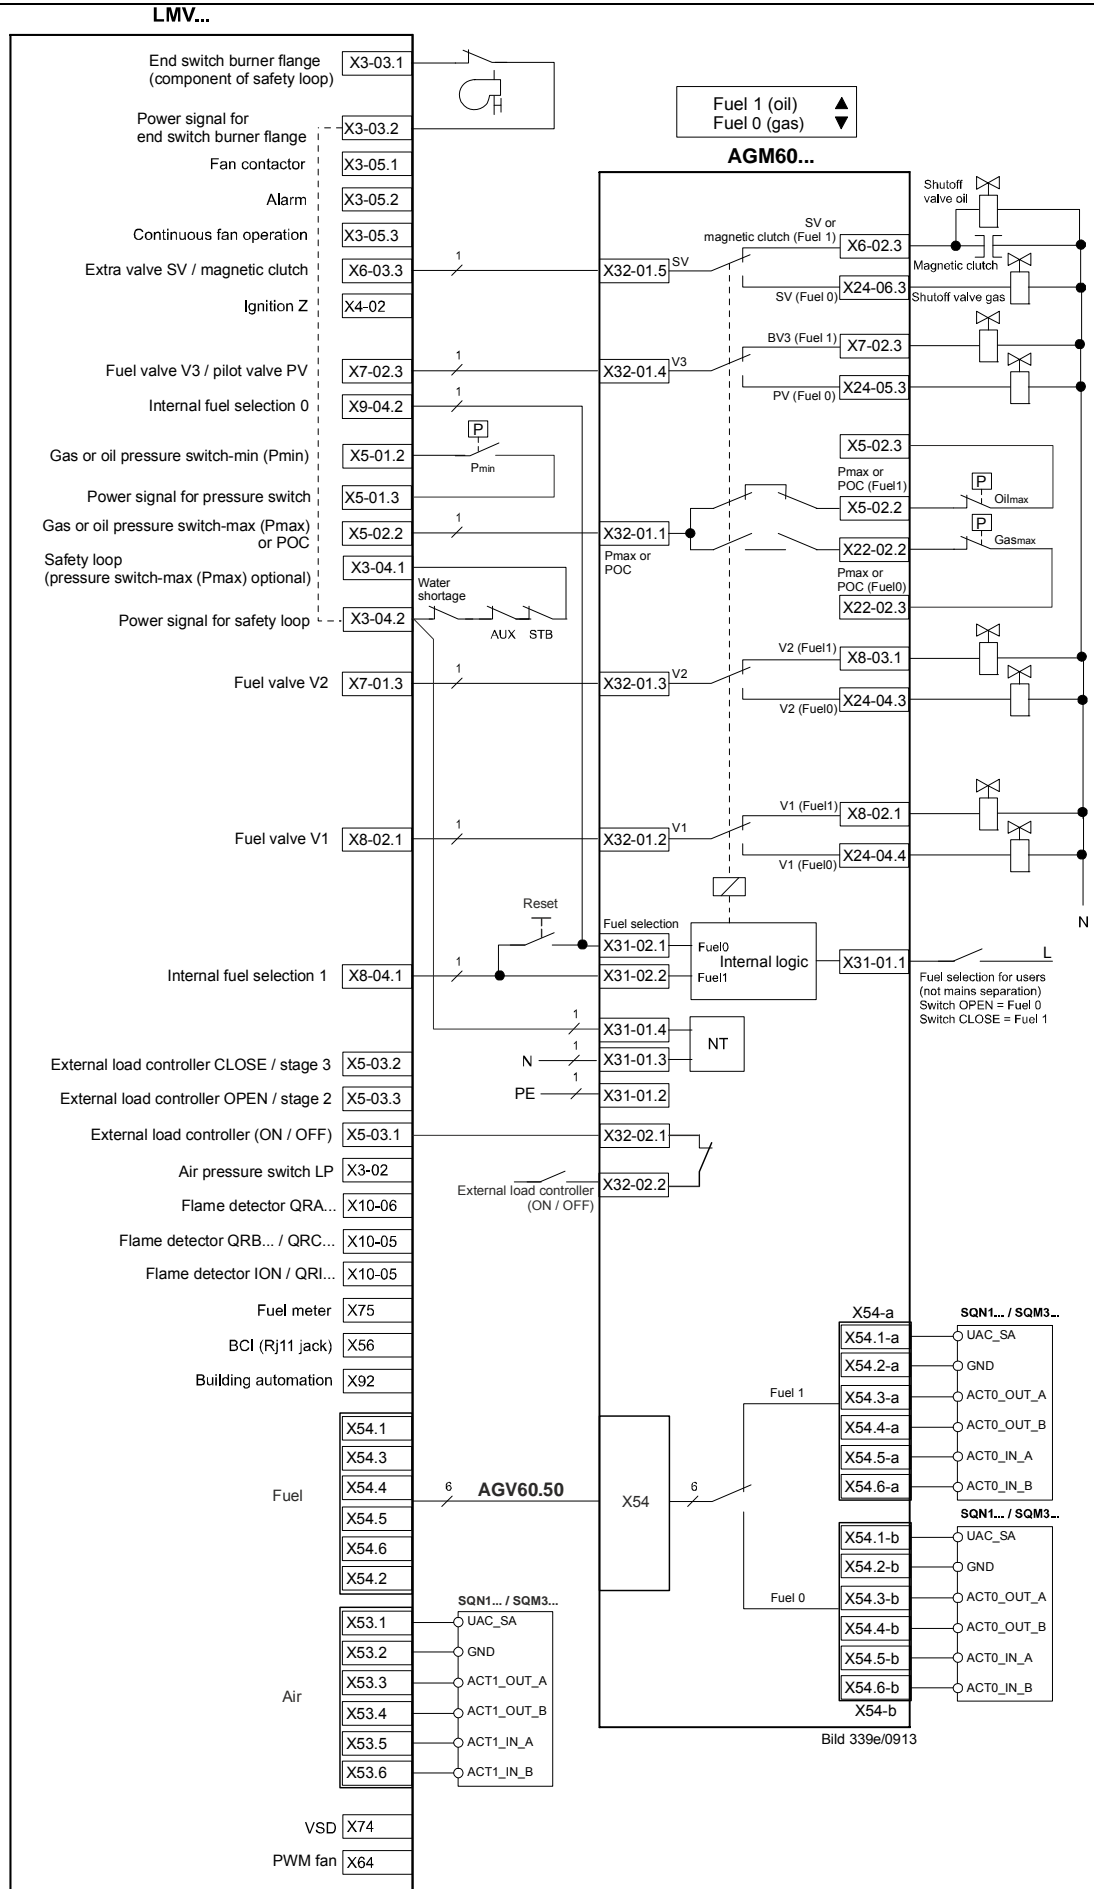 LMV...
End switch burner flange
(component of safety loop)
X3-03.1
Power signal for
end switch burner flange
X3-03.2
Fan contactor
X3-05.1
Alarm
X3-05.2
Continuous fan operation
X3-05.3
Extra valve SV / magnetic clutch
X6-03.3
1
Ignition Z
X4-02
Fuel valve V3 / pilot valve PV
X7-02.3
1
Internal fuel selection 0
X9-04.2
1
Gas or oil pressure switch-min (Pmin)
X5-01.2
P
Pmin
Power signal for pressure switch
X5-01.3
Gas or oil pressure switch-max (Pmax)
or POC
X5-02.2
1
Safety loop
(pressure switch-max (Pmax) optional)
X3-04.1
Water
shortage
AUX
STB
Power signal for safety loop
X3-04.2
Fuel valve V2
X7-01.3
1
Fuel valve V1
X8-02.1
1
Reset
Internal fuel selection 1
X8-04.1
1
External load controller CLOSE / stage 3
X5-03.2
External load controller OPEN / stage 2
X5-03.3
External load controller (ON / OFF)
X5-03.1
Air pressure switch LP
X3-02
Flame detector QRA...
X10-06
Flame detector QRB... / QRC...
X10-05
Flame detector ION / QRI...
X10-05
Fuel meter
X75
BCI (Rj11 jack)
X56
Building automation
X92
Fuel
X54.1
X54.3
X54.4
X54.5
X54.6
X54.2
6
AGV60.50
Air
X53.1
X53.2
X53.3
X53.4
X53.5
X53.6
SQN1... / SQM3...
UAC_SA
GND
ACT1_OUT_A
ACT1_OUT_B
ACT1_IN_A
ACT1_IN_B
VSD
X74
PWM fan
X64
Fuel 1 (oil) ▲
Fuel 0 (gas) ▼
AGM60...
X32-01.5
SV
SV or
magnetic clutch (Fuel 1)
X6-02.3
SV (Fuel 0)
X24-06.3
Shutoff
valve oil
Magnetic clutch
Shutoff valve gas
X32-01.4
V3
BV3 (Fuel 1)
X7-02.3
PV (Fuel 0)
X24-05.3
X5-02.3
Pmax or
POC (Fuel1)
X5-02.2
P
Oilmax
X32-01.1
Pmax or
POC
X22-02.2
P
Gasmax
Pmax or
POC (Fuel0)
X22-02.3
X32-01.3
V2
V2 (Fuel1)
X8-03.1
V2 (Fuel0)
X24-04.3
X32-01.2
V1
V1 (Fuel1)
X8-02.1
V1 (Fuel0)
X24-04.4
N
Fuel selection
X31-02.1
Fuel0
X31-02.2
Fuel1
Internal logic
X31-01.1
L
Fuel selection for users
(not mains separation)
Switch OPEN = Fuel 0
Switch CLOSE = Fuel 1
1
X31-01.4
NT
N
1
X31-01.3
PE
1
X31-01.2
X32-02.1
External load controller
(ON / OFF)
X32-02.2
X54
6
Fuel 1
Fuel 0
X54-a
X54.1-a
X54.2-a
X54.3-a
X54.4-a
X54.5-a
X54.6-a
SQN1... / SQM3...
UAC_SA
GND
ACT0_OUT_A
ACT0_OUT_B
ACT0_IN_A
ACT0_IN_B
X54.1-b
X54.2-b
X54.3-b
X54.4-b
X54.5-b
X54.6-b
X54-b
SQN1... / SQM3...
UAC_SA
GND
ACT0_OUT_A
ACT0_OUT_B
ACT0_IN_A
ACT0_IN_B
Bild 339e/0913